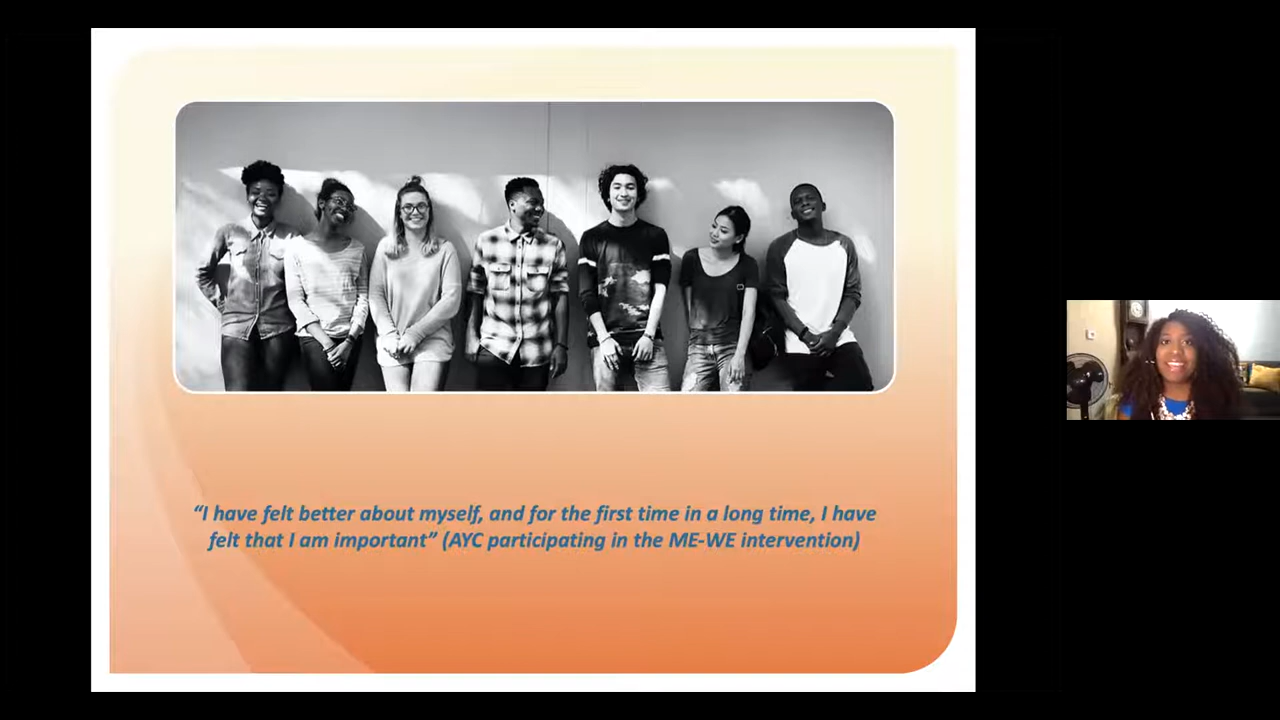 “I have felt better about myself, and for the first time in a long time, I have
felt that I am important” (AYC participating in the ME-WE intervention)